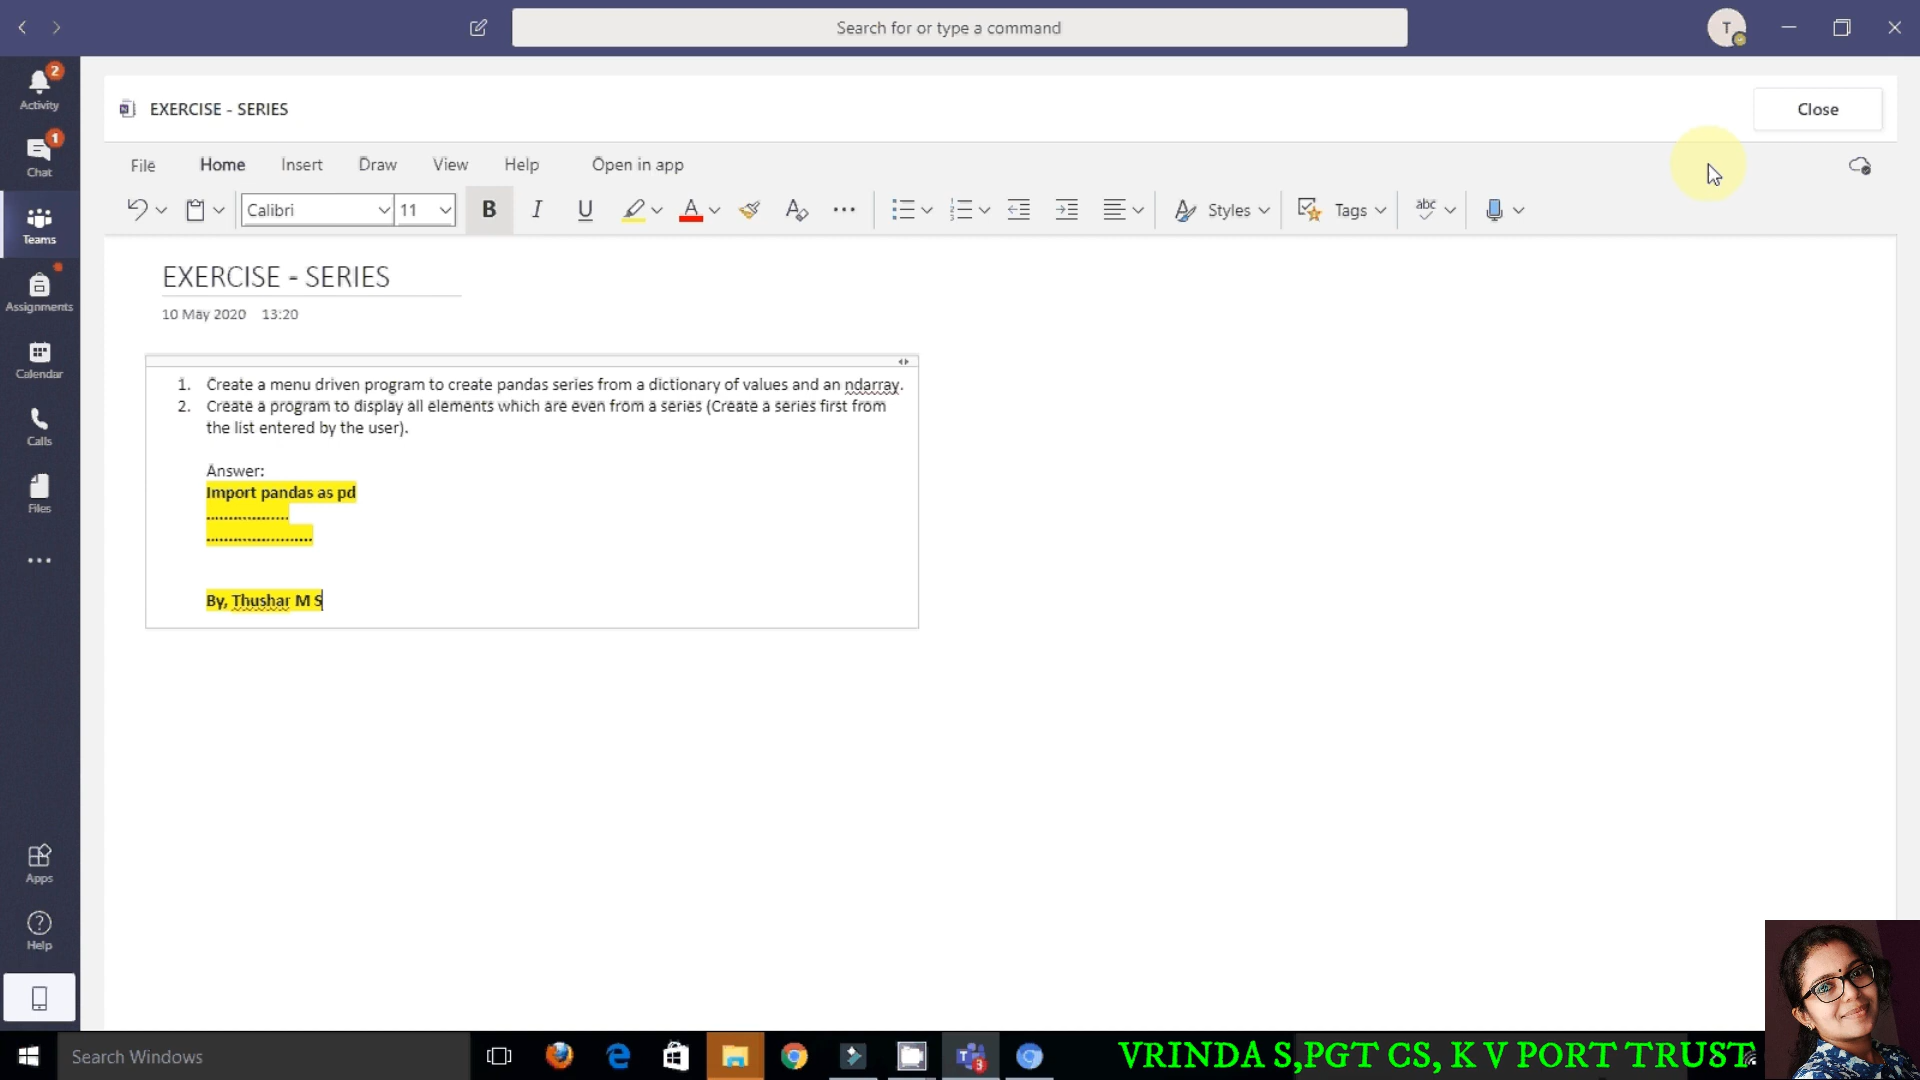 Search for or type a command
T
2
Activity
EXERCISE - SERIES
Close
1
Chat
File Home Insert Draw View Help Open in app
Calibri 11 B I U A Styles Tags abc
Teams
EXERCISE - SERIES
10 May 2020 13:20
Assignments
Calendar
1. Create a menu driven program to create pandas series from a dictionary of values and an ndarray.
2. Create a program to display all elements which are even from a series (Create a series first from
the list entered by the user).
Calls
Answer:
Import pandas as pd
..................
.......................
Files
By, Thushar M S
Apps
Help
Search Windows
T
3
VRINDA S,PGT CS, K V PORT TRUST